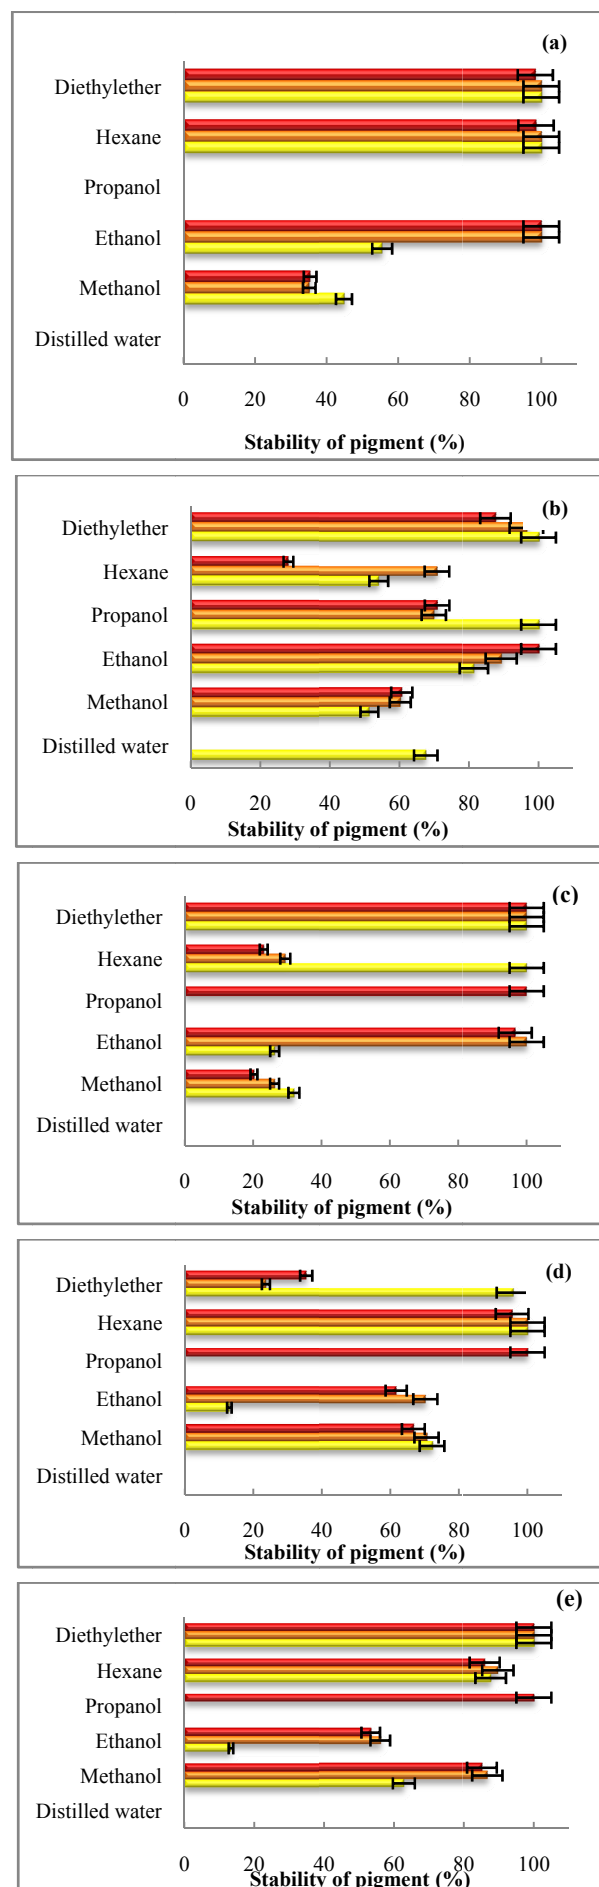 (a)
Diethylether
Hexane
Propanol
Ethanol
Methanol
Distilled water
0 20 40 60 80 100
Stability of pigment (%)
(b)
Diethylether
Hexane
Propanol
Ethanol
Methanol
Distilled water
0 20 40 60 80 100
Stability of pigment (%)
(c)
Diethylether
Hexane
Propanol
Ethanol
Methanol
Distilled water
0 20 40 60 80 100
Stability of pigment (%)
(d)
Diethylether
Hexane
Propanol
Ethanol
Methanol
Distilled water
0 20 40 60 80 100
Stability of pigment (%)
(e)
Diethylether
Hexane
Propanol
Ethanol
Methanol
Distilled water
0 20 40 60 80 100
Stability of pigment (%)